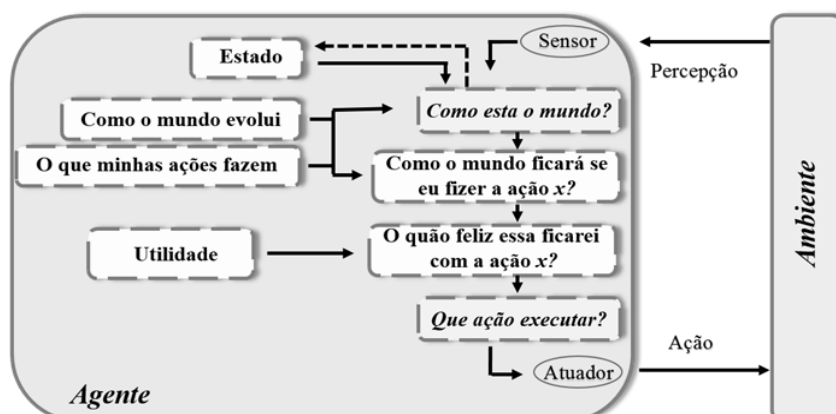 Estado
Sensor
Percepção
Como o mundo evolui
Como esta o mundo?
O que minhas ações fazem
Como o mundo ficará se
eu fizer a ação x?
Utilidade
O quão feliz essa ficarei
com a ação x?
Que ação executar?
Atuador
Ação
Agente
Ambiente